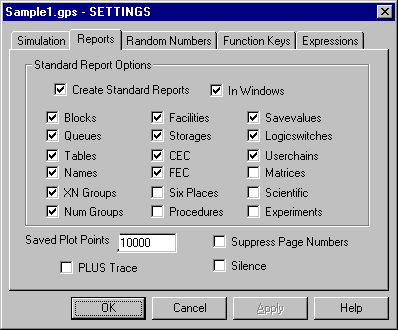 Sample1.gps - SETTINGS
Simulation Reports Random Numbers Function Keys Expressions
Standard Report Options
Create Standard Reports In Windows
Blocks Facilities Savevalues
Queues Storages Logicswitches
Tables CEC Userchains
Names FEC Matrices
XN Groups Six Places Scientific
Num Groups Procedures Experiments
Saved Plot Points 10000 Suppress Page Numbers
PLUS Trace Silence
OK Cancel Apply Help